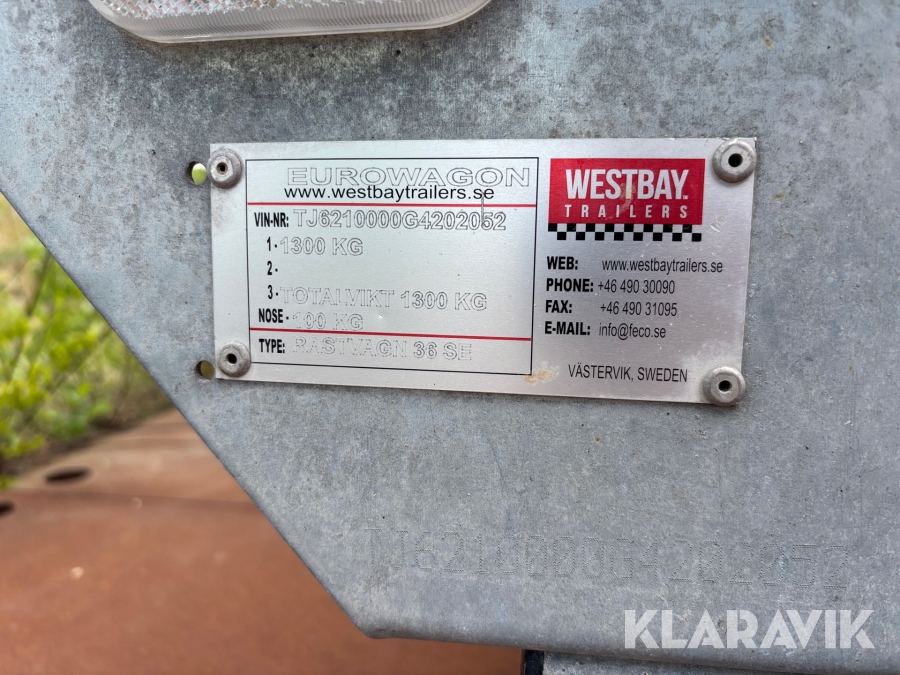 EUROWAGON
www.westbaytrailers.se
VIN-NR: TJ6210000G4202052
1- 1300 KG
2-
3- TOTALVIKT 1300 KG
NOSE- 100 KG
TYPE: RASTVAGN 36 SE
WESTBAY.
TRAILERS
WEB: www.westbaytrailers.se
PHONE: +46 490 30090
FAX: +46 490 31095
E-MAIL: info@feco.se
VÄSTERVIK, SWEDEN
TJ6210000G4202052
KLARAVIK